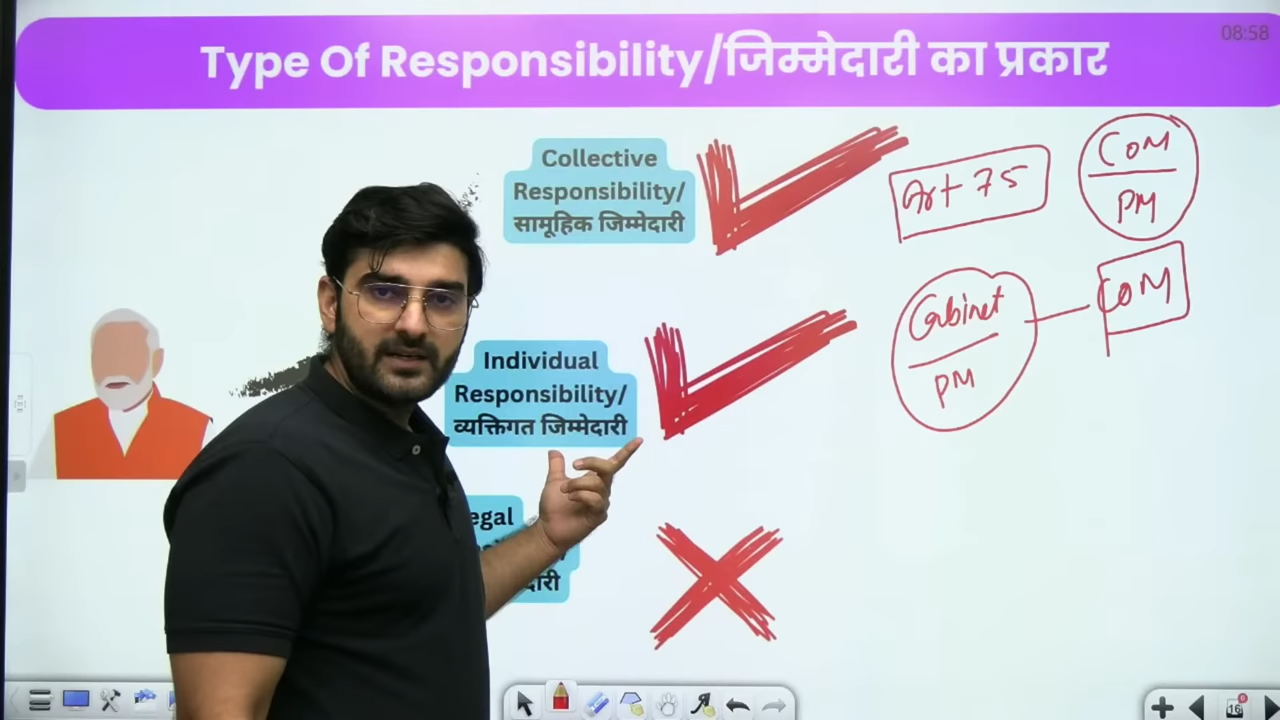 08:58
Type Of Responsibility/जिम्मेदारी का प्रकार
Collective
Responsibility/
सामूहिक जिम्मेदारी
Art 75
COM
PM
Individual
Responsibility/
व्यक्तिगत जिम्मेदारी
Cabinet
PM
COM
egal
दारी
16